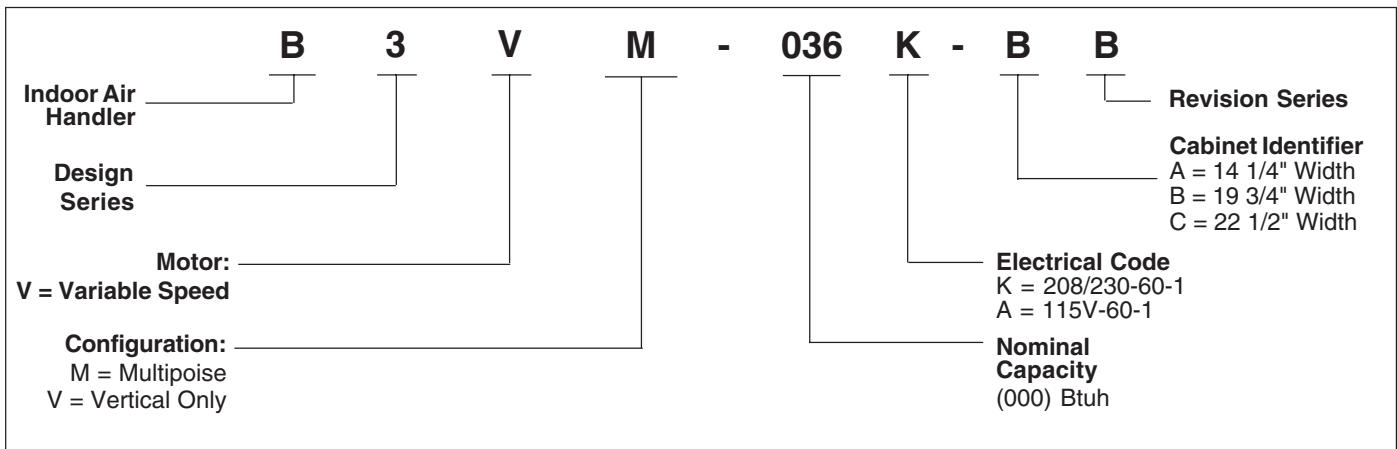 B 3 V M - 036 K - B B
Indoor Air
Handler
Design
Series
Motor:
V = Variable Speed
Configuration:
M = Multipoise
V = Vertical Only
Revision Series
Cabinet Identifier
A = 14 1/4" Width
B = 19 3/4" Width
C = 22 1/2" Width
Electrical Code
K = 208/230-60-1
A = 115V-60-1
Nominal
Capacity
(000) Btuh